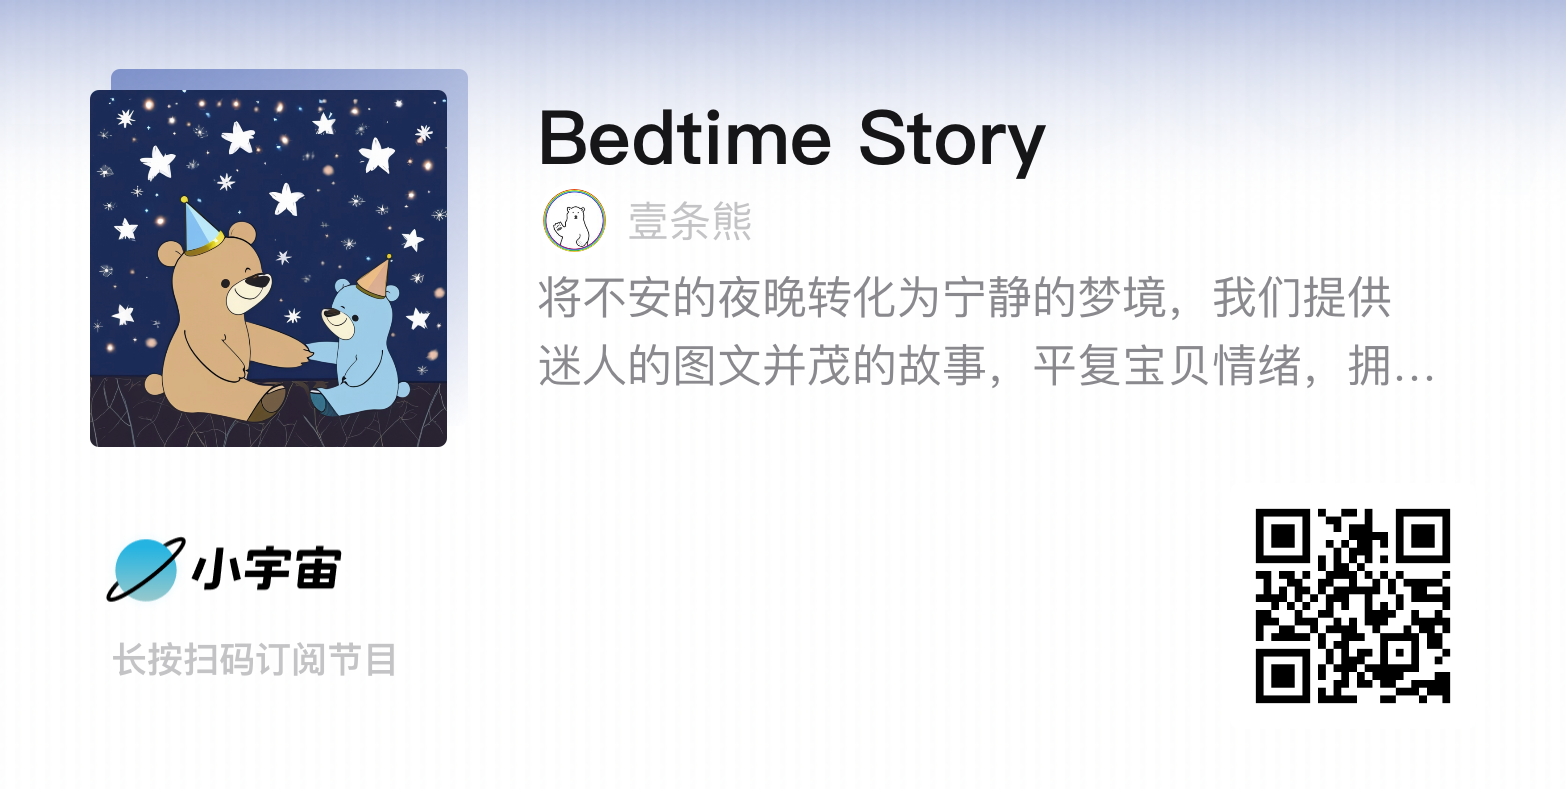 Bedtime Story
壹条熊
将不安的夜晚转化为宁静的梦境，我们提供
迷人的图文并茂的故事，平复宝贝情绪，拥...
小宇宙
长按扫码订阅节目